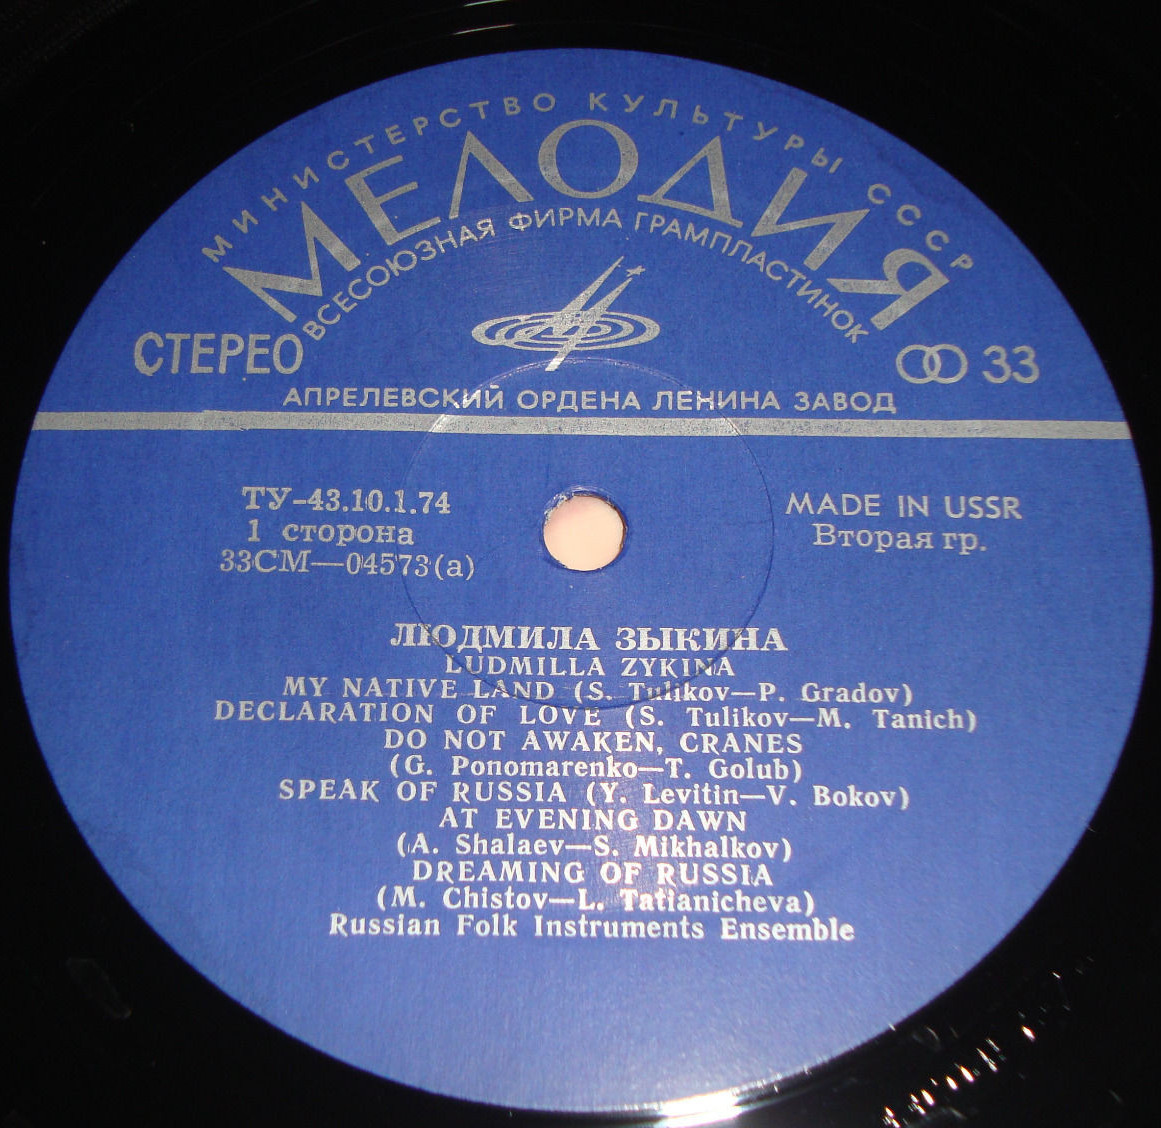 МИНИСТЕРСТВО КУЛЬТУРЫ СССР
МЕЛОДИЯ
ВСЕСОЮЗНАЯ ФИРМА ГРАМПЛАСТИНОК
СТЕРЕО
33
АПРЕЛЕВСКИЙ ОРДЕНА ЛЕНИНА ЗАВОД
ТУ-43.10.1.74
1 сторона
33СМ—04573(а)
MADE IN USSR
Вторая гр.
ЛЮДМИЛА ЗЫКИНА
LUDMILLA ZYKINA
MY NATIVE LAND (S. Tulikov—P. Gradov)
DECLARATION OF LOVE (S. Tulikov—M. Tanich)
DO NOT AWAKEN, CRANES
(G. Ponomarenko—T. Golub)
SPEAK OF RUSSIA (Y. Levitin—V. Bokov)
AT EVENING DAWN
(A. Shalaev—S. Mikhalkov)
DREAMING OF RUSSIA
(M. Chistov—L. Tatianicheva)
Russian Folk Instruments Ensemble